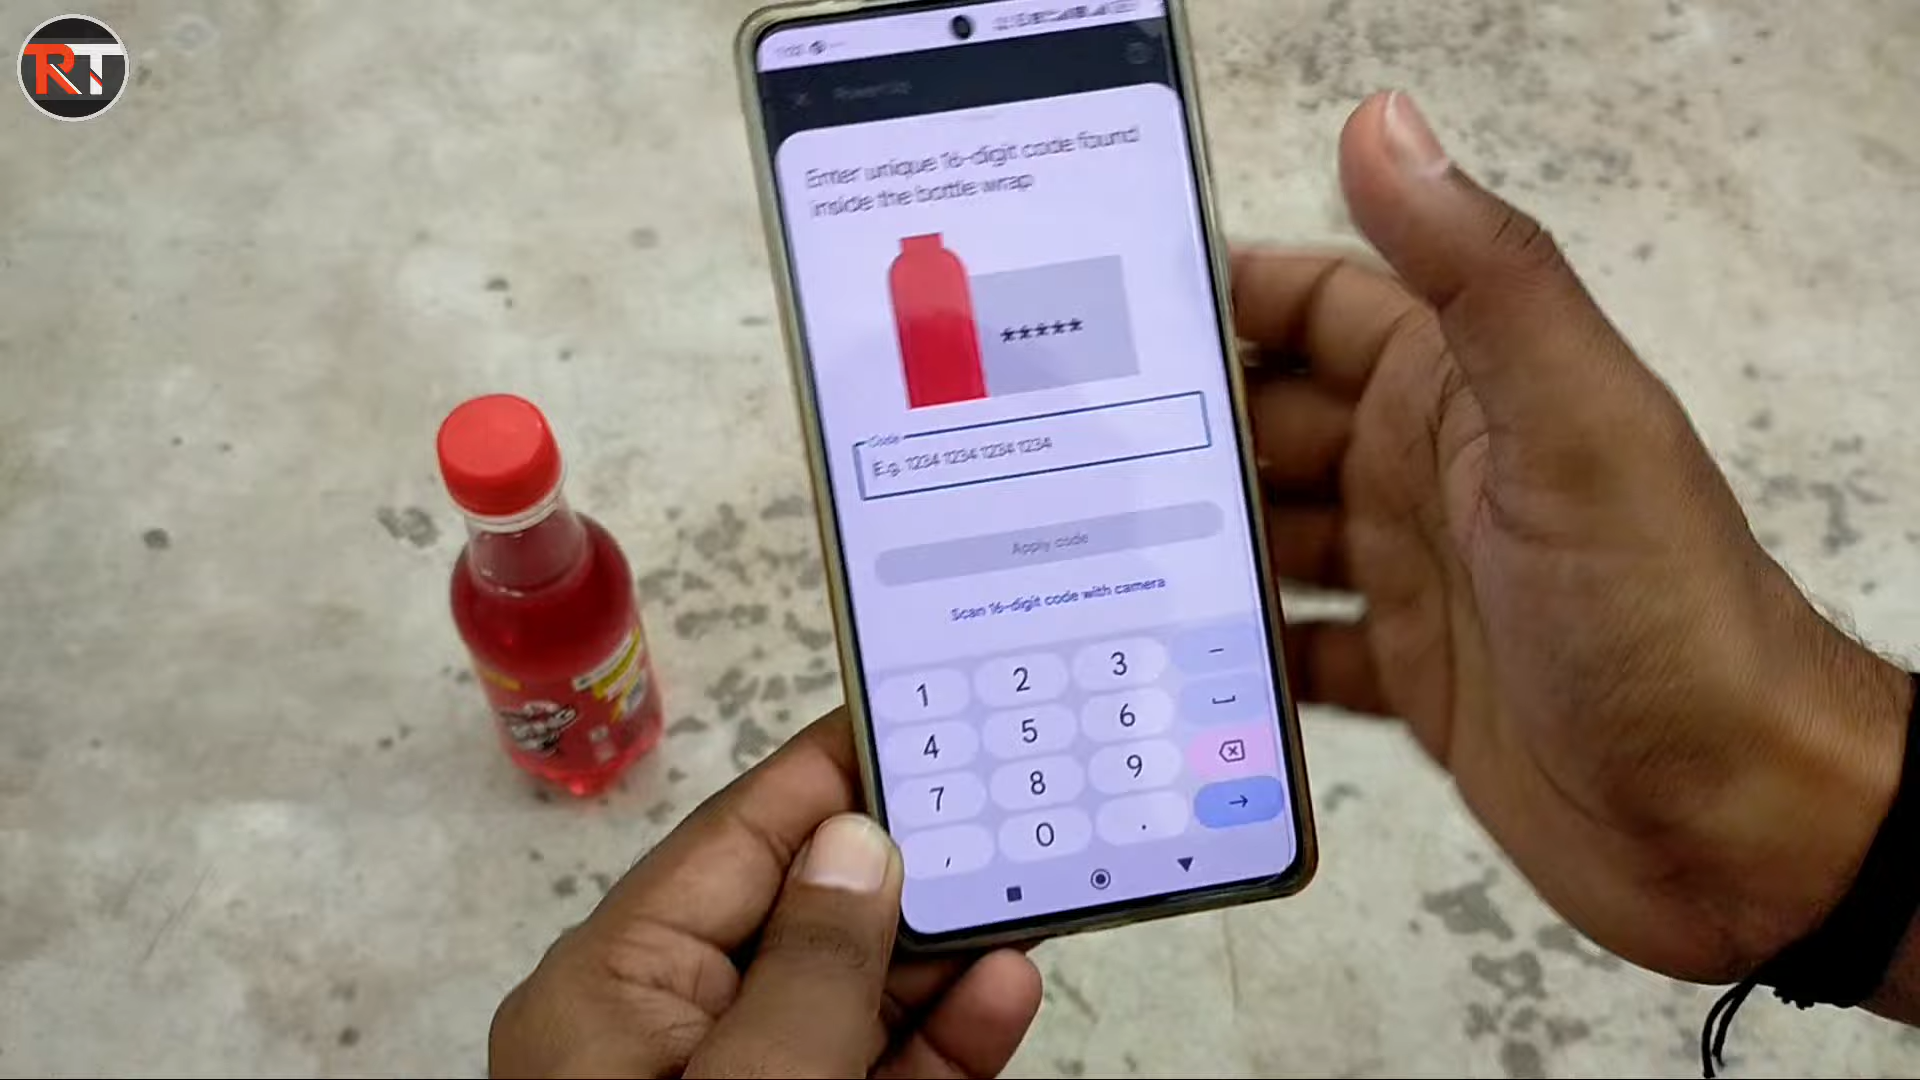 RT
Enter unique 16-digit code found
inside the bottle wrap
*****
Code
E.g. 1234 1234 1234 1234
Apply code
Scan 16-digit code with camera
1 2 3 -
4 5 6
7 8 9
, 0 .